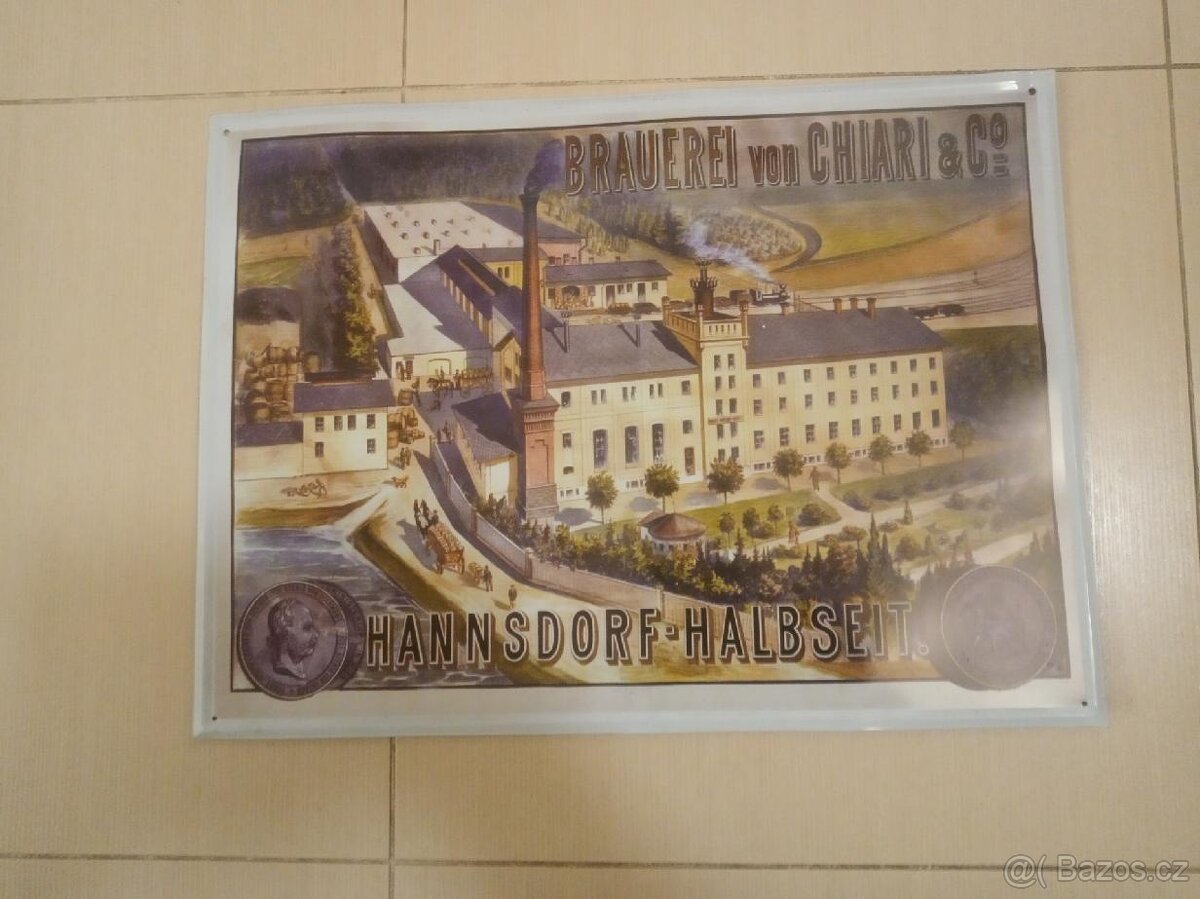 BRAUEREI von CHIARI & Co
HANNSDORF-HALBSEIT.
@( Bazos.cz